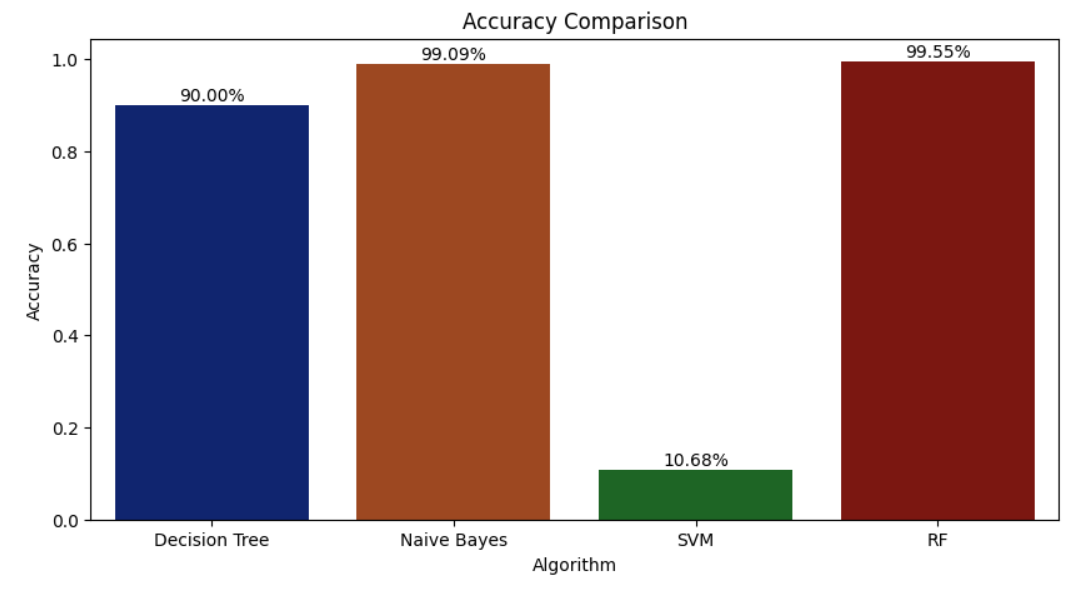 Accuracy Comparison
Accuracy
1.0
0.8
0.6
0.4
0.2
0.0
90.00%
99.09%
10.68%
99.55%
Decision Tree
Naive Bayes
SVM
RF
Algorithm